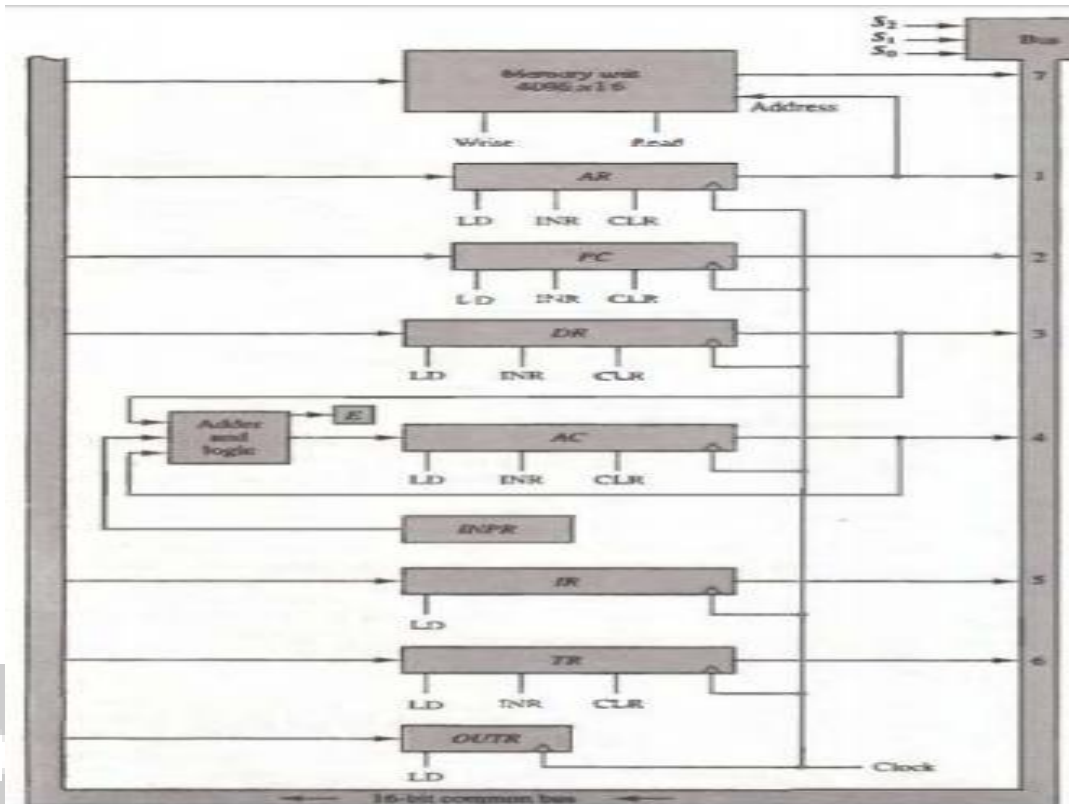 S2
S1
S0
Bus
Memory unit
4096 x 16
7
Address
Write Read
AR
1
LD INR CLR
PC
2
LD INR CLR
DR
3
LD INR CLR
Adder
and
logic
E
AC
4
LD INR CLR
INPR
IR
5
LD
TR
6
LD INR CLR
OUTR
LD
Clock
16-bit common bus